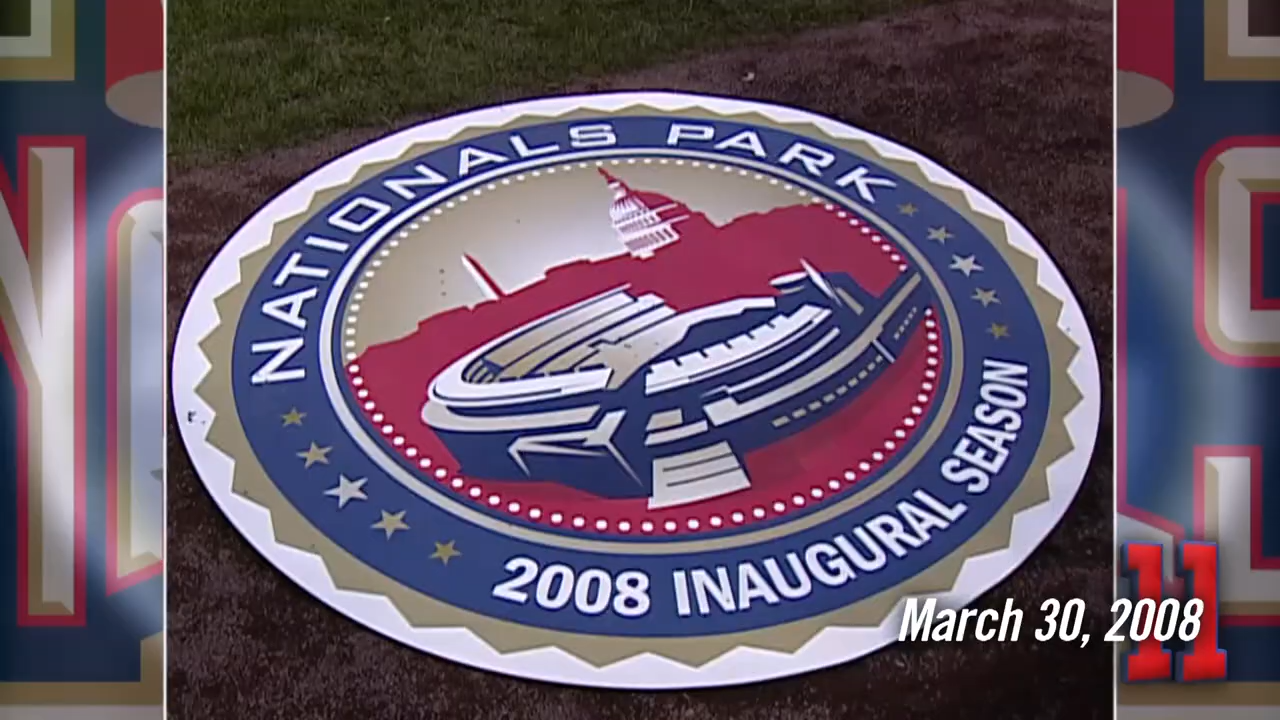 NATIONALS PARK
2008 INAUGURAL SEASON
March 30, 2008
11